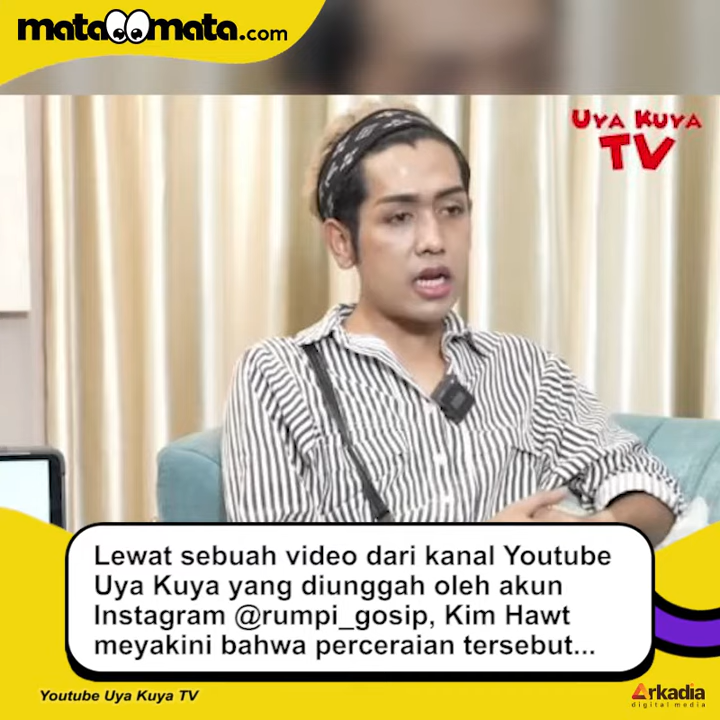 matamata.com
UYA KUYA
TV
Lewat sebuah video dari kanal Youtube
Uya Kuya yang diunggah oleh akun
Instagram @rumpi_gosip, Kim Hawt
meyakini bahwa perceraian tersebut...
Youtube Uya Kuya TV
Arkadia
digital media